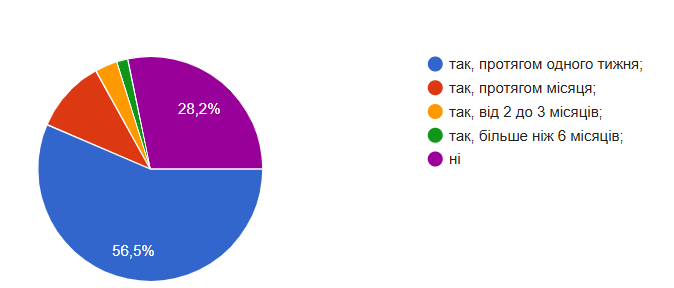 28,2%
56,5%
так, протягом одного тижня;
так, протягом місяця;
так, від 2 до 3 місяців;
так, більше ніж 6 місяців;
ні